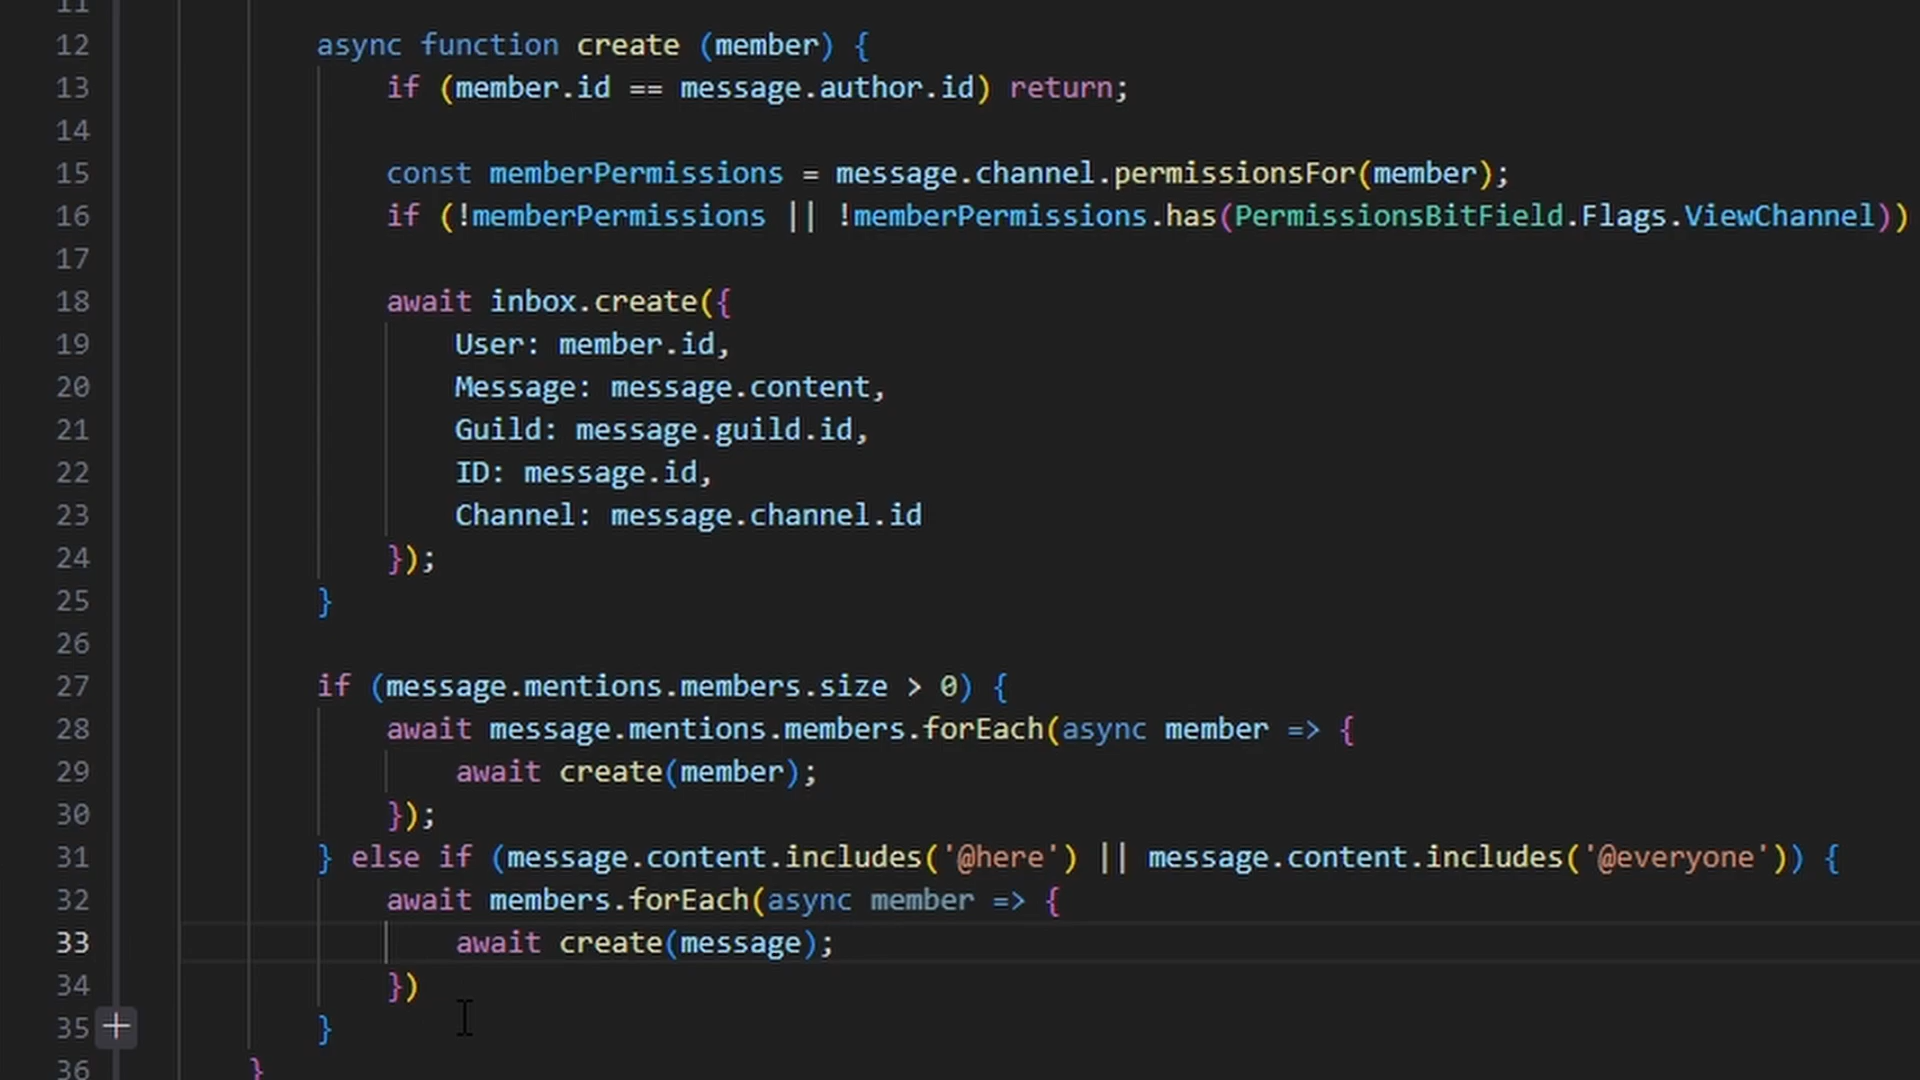 11
12 async function create (member) {
13 if (member.id == message.author.id) return;
14
15 const memberPermissions = message.channel.permissionsFor(member);
16 if (!memberPermissions || !memberPermissions.has(PermissionsBitField.Flags.ViewChannel))
17
18 await inbox.create({
19 User: member.id,
20 Message: message.content,
21 Guild: message.guild.id,
22 ID: message.id,
23 Channel: message.channel.id
24 });
25 }
26
27 if (message.mentions.members.size > 0) {
28 await message.mentions.members.forEach(async member => {
29 await create(member);
30 });
31 } else if (message.content.includes('@here') || message.content.includes('@everyone')) {
32 await members.forEach(async member => {
33 await create(message);
34 })
35 }
36 }